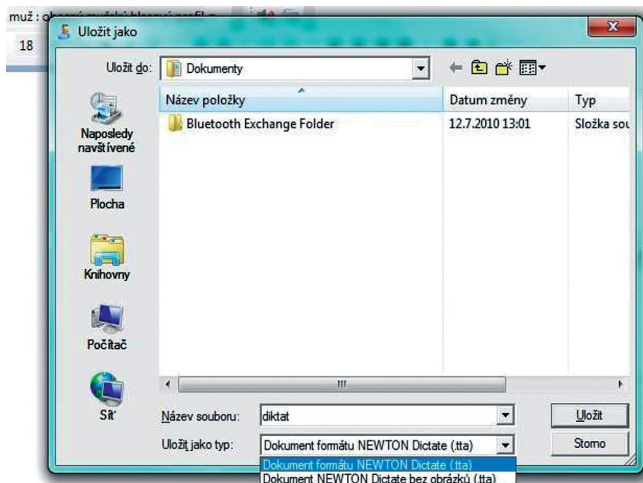 muž :
18
Uložit jako
Uložit do:
Dokumenty
Název položky
Datum změny
Typ
Bluetooth Exchange Folder
12.7.2010 13:01
Složka sou
Naposledy
navštívené
Plocha
Knihovny
Počítač
Síť
Název souboru:
diktat
Uložit
Uložit jako typ:
Dokument formátu NEWTON Dictate (.tta)
Storno
Dokument formátu NEWTON Dictate (.tta)
Dokument NEWTON Dictate bez obrázků (.tta)